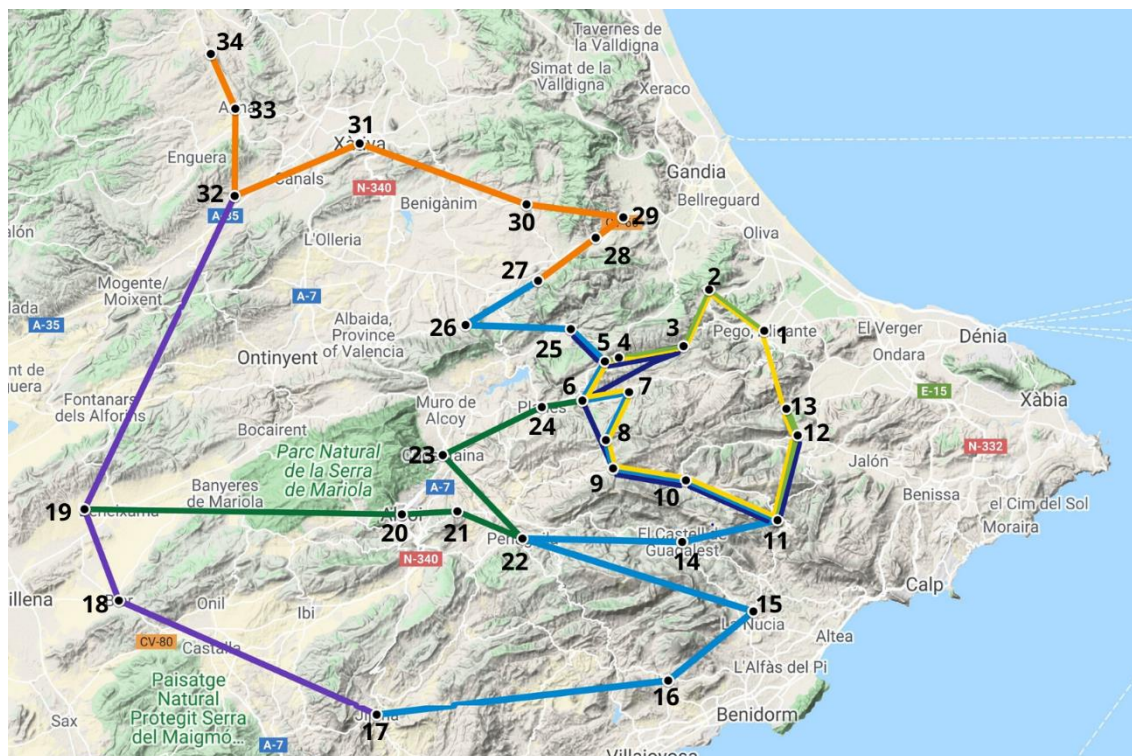 34
Tavernes de
la Valldigna
Simat de la
Valldigna
Xeraco
33
31
Xàtiva
Enguera
Canals
N-340
Gandia
32
A-35
Benigànim
Bellreguard
30
29
28
L'Olleria
Oliva
Mogente/
Moixent
27
2
A-7
A-35
Albaida,
Province
of Valencia
26
25
5
4
3
Pego, Alicante
1
El Verger
Dénia
Ondara
Ontinyent
Fontanars
dels Alforins
Muro de
Alcoy
6
7
E-15
Xàbia
24
13
12
Bocairent
8
N-332
Parc Natural
de la Serra
de Mariola
23
Jalón
9
10
Benissa
el Cim del Sol
Banyeres
de Mariola
A-7
Moraira
19
20
21
22
El Castell de
Guadalest
14
11
N-340
Calp
18
Onil
Ibi
15
La Nucia
Altea
CV-80
Castalla
L'Alfàs del Pi
Paisatge
Natural
Protegit Serra
del Maigmó...
16
Benidorm
Sax
17
A-7
Villajoyosa